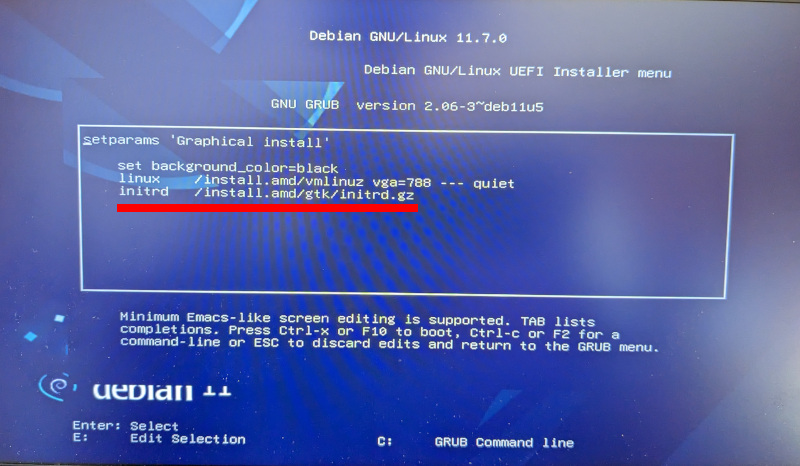 Debian GNU/Linux 11.7.0
Debian GNU/Linux UEFI Installer menu
GNU GRUB version 2.06-3~deb11u5
setparams 'Graphical install'
set background_color=black
linux /install.amd/vmlinuz vga=788 --- quiet
initrd /install.amd/gtk/initrd.gz
Minimum Emacs-like screen editing is supported. TAB lists
completions. Press Ctrl-x or F10 to boot, Ctrl-c or F2 for a
command-line or ESC to discard edits and return to the GRUB menu.
debian 11
Enter: Select
E: Edit Selection
C: GRUB Command line